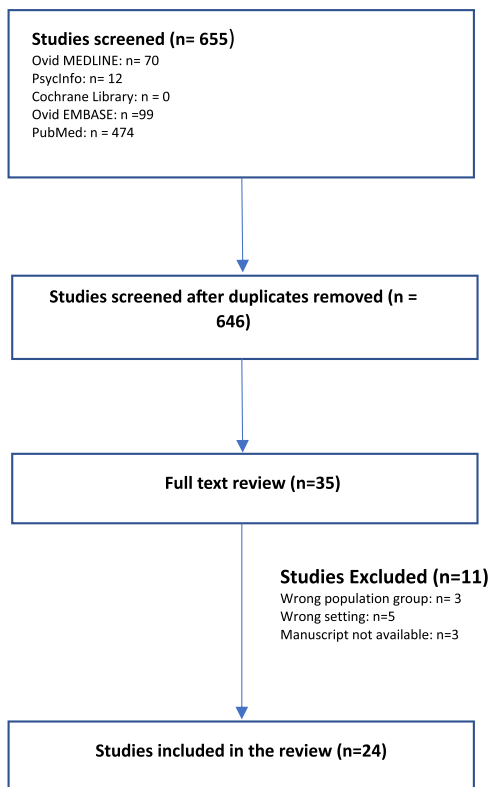 Studies screened (n= 655)
Ovid MEDLINE: n= 70
PsycInfo: n= 12
Cochrane Library: n = 0
Ovid EMBASE: n =99
PubMed: n = 474
Studies screened after duplicates removed (n =
646)
Full text review (n=35)
Studies Excluded (n=11)
Wrong population group: n= 3
Wrong setting: n=5
Manuscript not available: n=3
Studies included in the review (n=24)